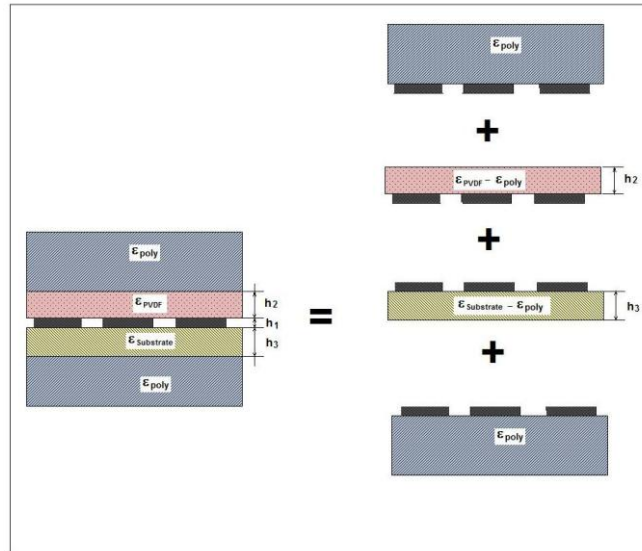 εpoly
εPVDF
εSubstrate
εpoly
h2
h1
h3
=
εpoly
+
εPVDF – εpoly
h2
+
εSubstrate – εpoly
h3
+
εpoly